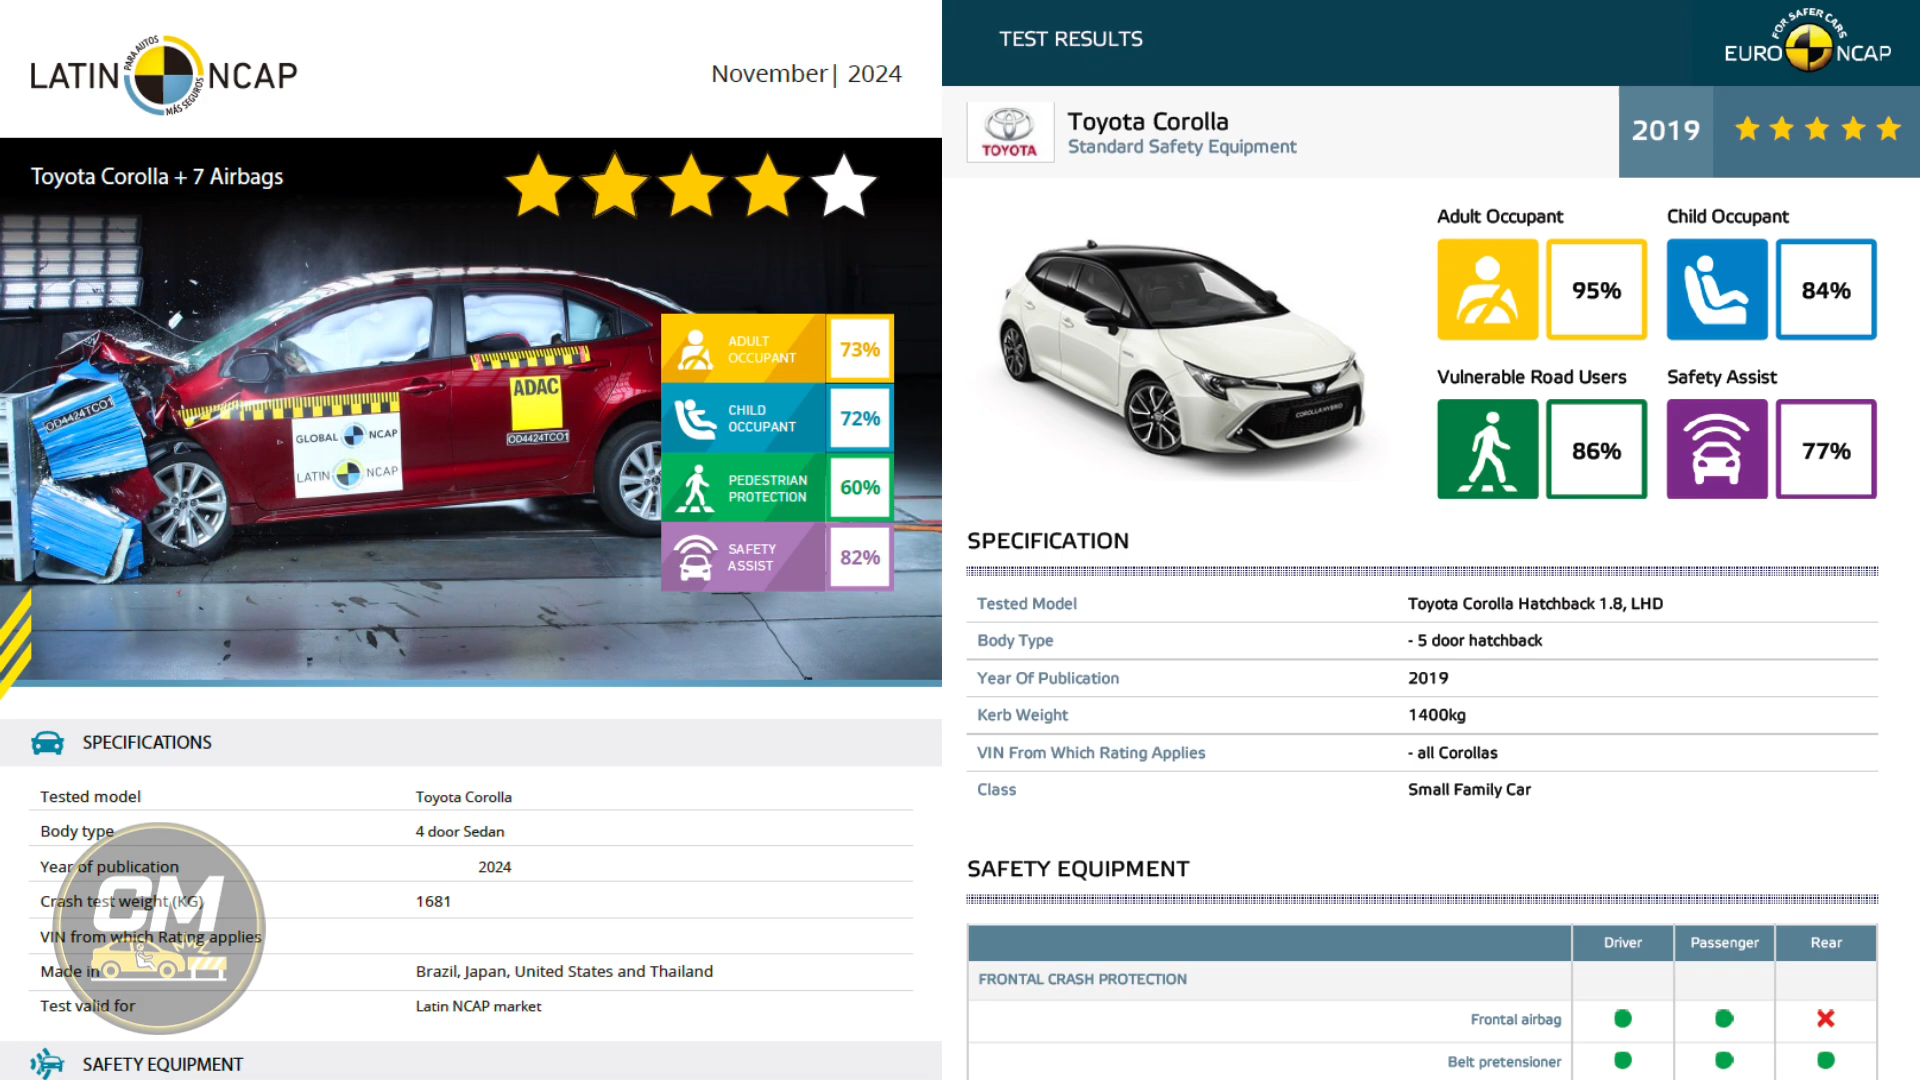 LATIN NCAP
PARA AUTOS
MÁS SEGUROS
November| 2024
Toyota Corolla + 7 Airbags
OD4424TCO1
GLOBAL NCAP
LATIN NCAP
ADAC
OD4424TCO1
ADULT
OCCUPANT
73%
CHILD
OCCUPANT
72%
PEDESTRIAN
PROTECTION
60%
SAFETY
ASSIST
82%
SPECIFICATIONS
Tested model Toyota Corolla
Body type 4 door Sedan
Year of publication 2024
Crash test weight (KG) 1681
VIN from which Rating applies
Made in Brazil, Japan, United States and Thailand
Test valid for Latin NCAP market
CM
SAFETY EQUIPMENT
TEST RESULTS
FOR SAFER CARS
EURO NCAP
TOYOTA
Toyota Corolla
Standard Safety Equipment
2019
COROLLA HYBRID
Adult Occupant
95%
Child Occupant
84%
Vulnerable Road Users
86%
Safety Assist
77%
SPECIFICATION
Tested Model Toyota Corolla Hatchback 1.8, LHD
Body Type - 5 door hatchback
Year Of Publication 2019
Kerb Weight 1400kg
VIN From Which Rating Applies - all Corollas
Class Small Family Car
SAFETY EQUIPMENT
Driver Passenger Rear
FRONTAL CRASH PROTECTION
Frontal airbag
Belt pretensioner